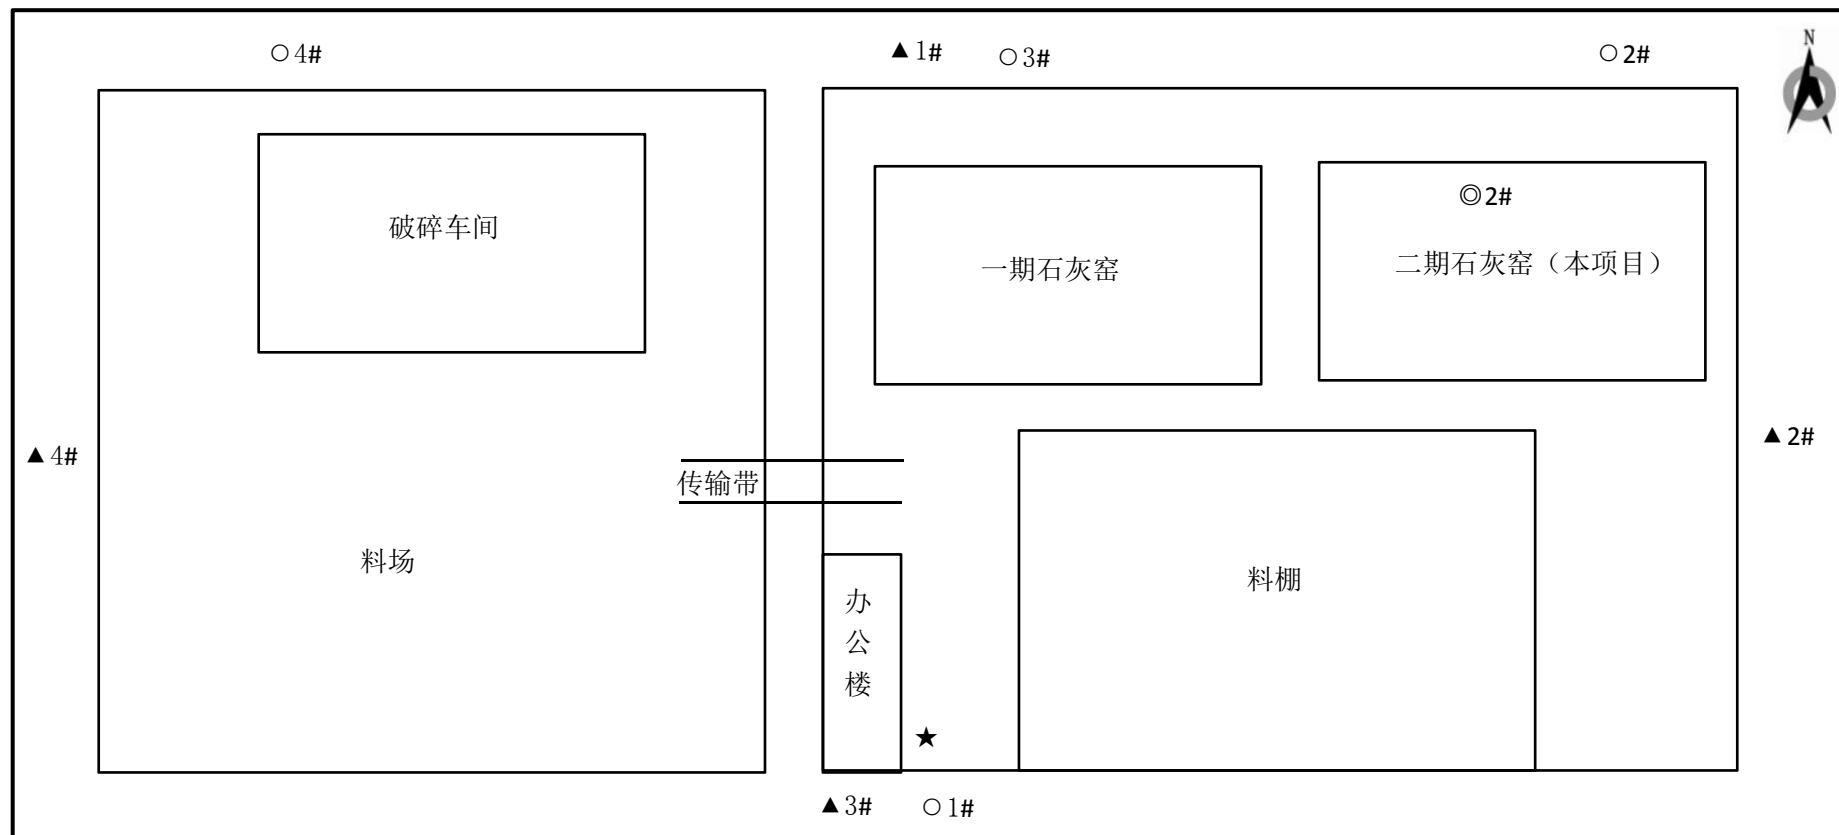 ○4#
▲1#
○3#
○2#
N
◎2#
破碎车间
一期石灰窑
二期石灰窑（本项目）
▲4#
▲2#
传输带
料场
料棚
办
公
楼
★
▲3#
○1#